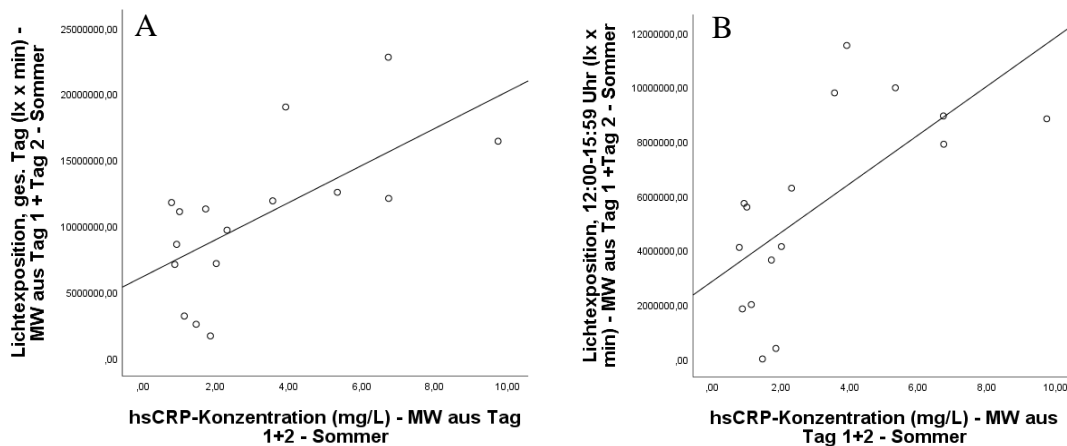 A
Lichtexposition, ges. Tag (lx x min) -
MW aus Tag 1 + Tag 2 - Sommer
25000000,00
20000000,00
15000000,00
10000000,00
5000000,00
,00
,00
2,00
4,00
6,00
8,00
10,00
hsCRP-Konzentration (mg/L) - MW aus Tag
1+2 - Sommer
B
Lichtexposition, 12:00-15:59 Uhr (lx x
min) - MW aus Tag 1 +Tag 2 - Sommer
12000000,00
10000000,00
8000000,00
6000000,00
4000000,00
2000000,00
,00
,00
2,00
4,00
6,00
8,00
10,00
hsCRP-Konzentration (mg/L) - MW aus
Tag 1+2 - Sommer